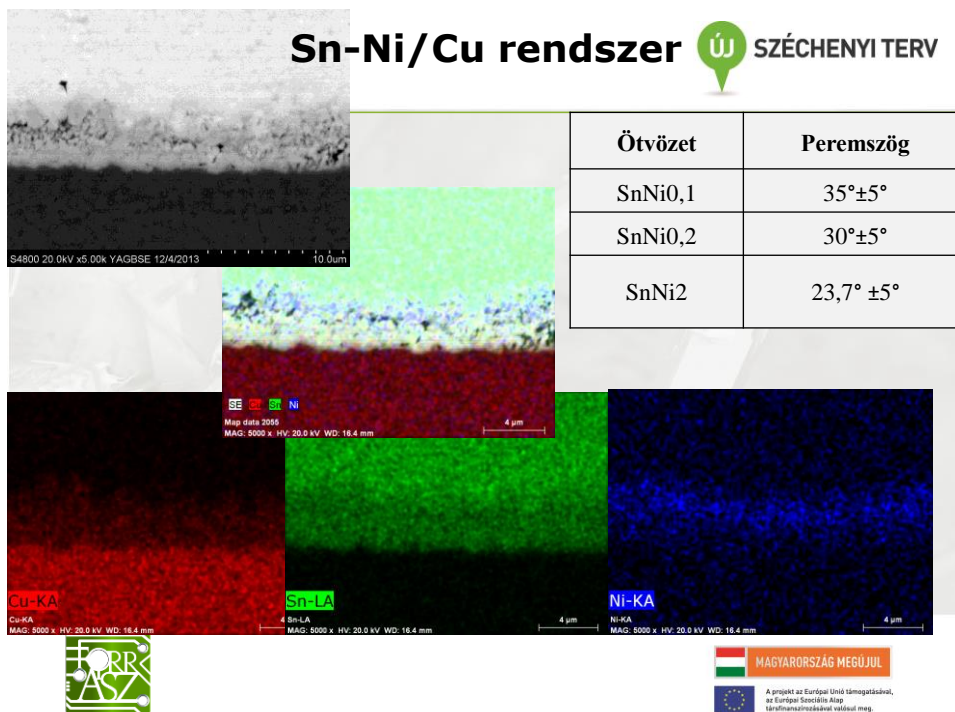 Sn-Ni/Cu rendszer
ÚJ SZÉCHENYI TERV
Ötvözet Peremszög
SnNi0,1 35°±5°
SnNi0,2 30°±5°
SnNi2 23,7° ±5°
S4800 20.0kV x5.00k YAGBSE 12/4/2013 10.0um
SE Cu Sn Ni
Map data 2055
MAG: 5000 x HV: 20.0 kV WD: 16.4 mm
4 µm
Cu-KA
Cu-KA
MAG: 5000 x HV: 20.0 kV WD: 16.4 mm
4
Sn-LA
Sn-LA
MAG: 5000 x HV: 20.0 kV WD: 16.4 mm
4 µm
Ni-KA
Ni-KA
MAG: 5000 x HV: 20.0 kV WD: 16.4 mm
4 µm
FORR
ÁSZ
MAGYARORSZÁG MEGÚJUL
A projekt az Európai Unió támogatásával,
az Európai Szociális Alap
társfinanszírozásával valósul meg.